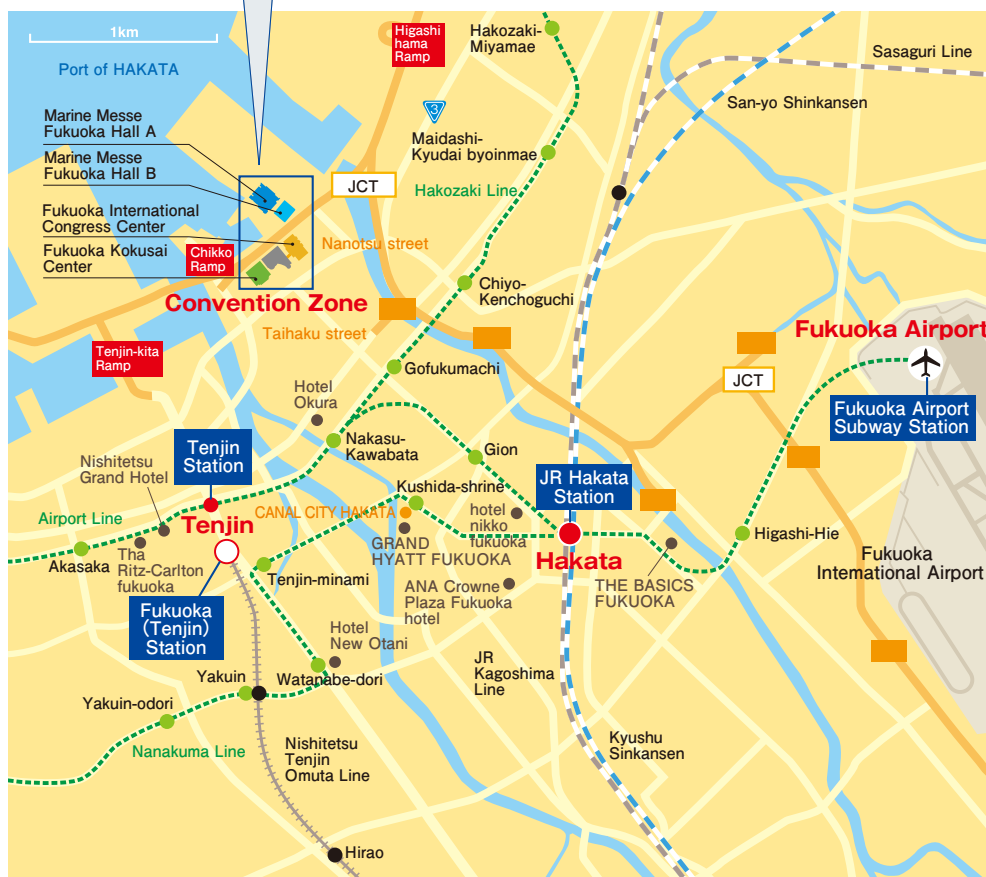 1km
Port of HAKATA
Higashi
hama
Ramp
Hakozaki-
Miyamae
Sasaguri Line
San-yo Shinkansen
3
Marine Messe
Fukuoka Hall A
Marine Messe
Fukuoka Hall B
Fukuoka International
Congress Center
Fukuoka Kokusai
Center
Maidashi-
Kyudai byoinmae
JCT
Hakozaki Line
Nanotsu street
Chikko
Ramp
Convention Zone
Chiyo-
Kenchoguchi
Taihaku street
Fukuoka Airport
Tenjin-kita
Ramp
Gofukumachi
JCT
Hotel
Okura
Fukuoka Airport
Subway Station
Tenjin
Station
Nakasu-
Kawabata
Gion
Nishitetsu
Grand Hotel
JR Hakata
Station
Kushida-shrine
Airport Line
CANAL CITY HAKATA
hotel
nikko
fukuoka
Tenjin
Akasaka
Tha
Ritz-Carlton
fukuoka
GRAND
HYATT FUKUOKA
Hakata
Higashi-Hie
Fukuoka
International Airport
Tenjin-minami
ANA Crowne
Plaza Fukuoka
hotel
THE BASICS
FUKUOKA
Fukuoka
(Tenjin)
Station
Hotel
New Otani
JR
Kagoshima
Line
Yakuin
Watanabe-dori
Yakuin-odori
Nanakuma Line
Nishitetsu
Tenjin
Omuta Line
Kyushu
Sinkansen
Hirao